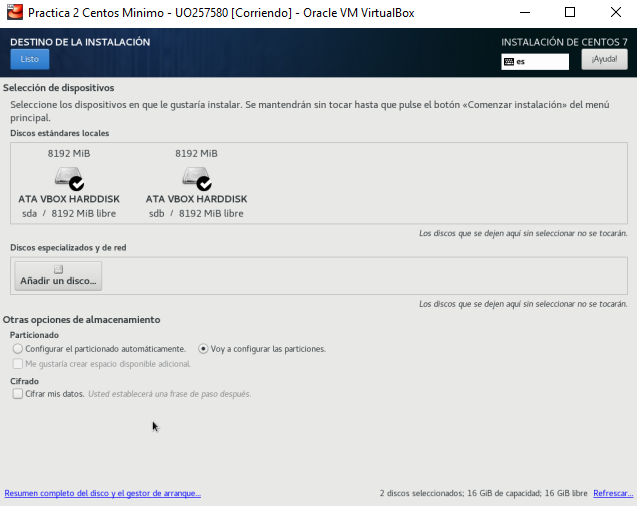 Practica 2 Centos Minimo - UO257580 [Corriendo] - Oracle VM VirtualBox
DESTINO DE LA INSTALACIÓN
INSTALACIÓN DE CENTOS 7
Listo
es
¡Ayuda!
Selección de dispositivos
Seleccione los dispositivos en que le gustaría instalar. Se mantendrán sin tocar hasta que pulse el botón «Comenzar instalación» del menú
principal.
Discos estándares locales
8192 MiB
ATA VBOX HARDDISK
sda / 8192 MiB libre
8192 MiB
ATA VBOX HARDDISK
sdb / 8192 MiB libre
Los discos que se dejen aquí sin seleccionar no se tocarán.
Discos especializados y de red
Añadir un disco...
Los discos que se dejen aquí sin seleccionar no se tocarán.
Otras opciones de almacenamiento
Particionado
Configurar el particionado automáticamente.
Voy a configurar las particiones.
Me gustaría crear espacio disponible adicional.
Cifrado
Cifrar mis datos. Usted establecerá una frase de paso después.
Resumen completo del disco y el gestor de arranque...
2 discos seleccionados; 16 GiB de capacidad; 16 GiB libre
Refrescar...